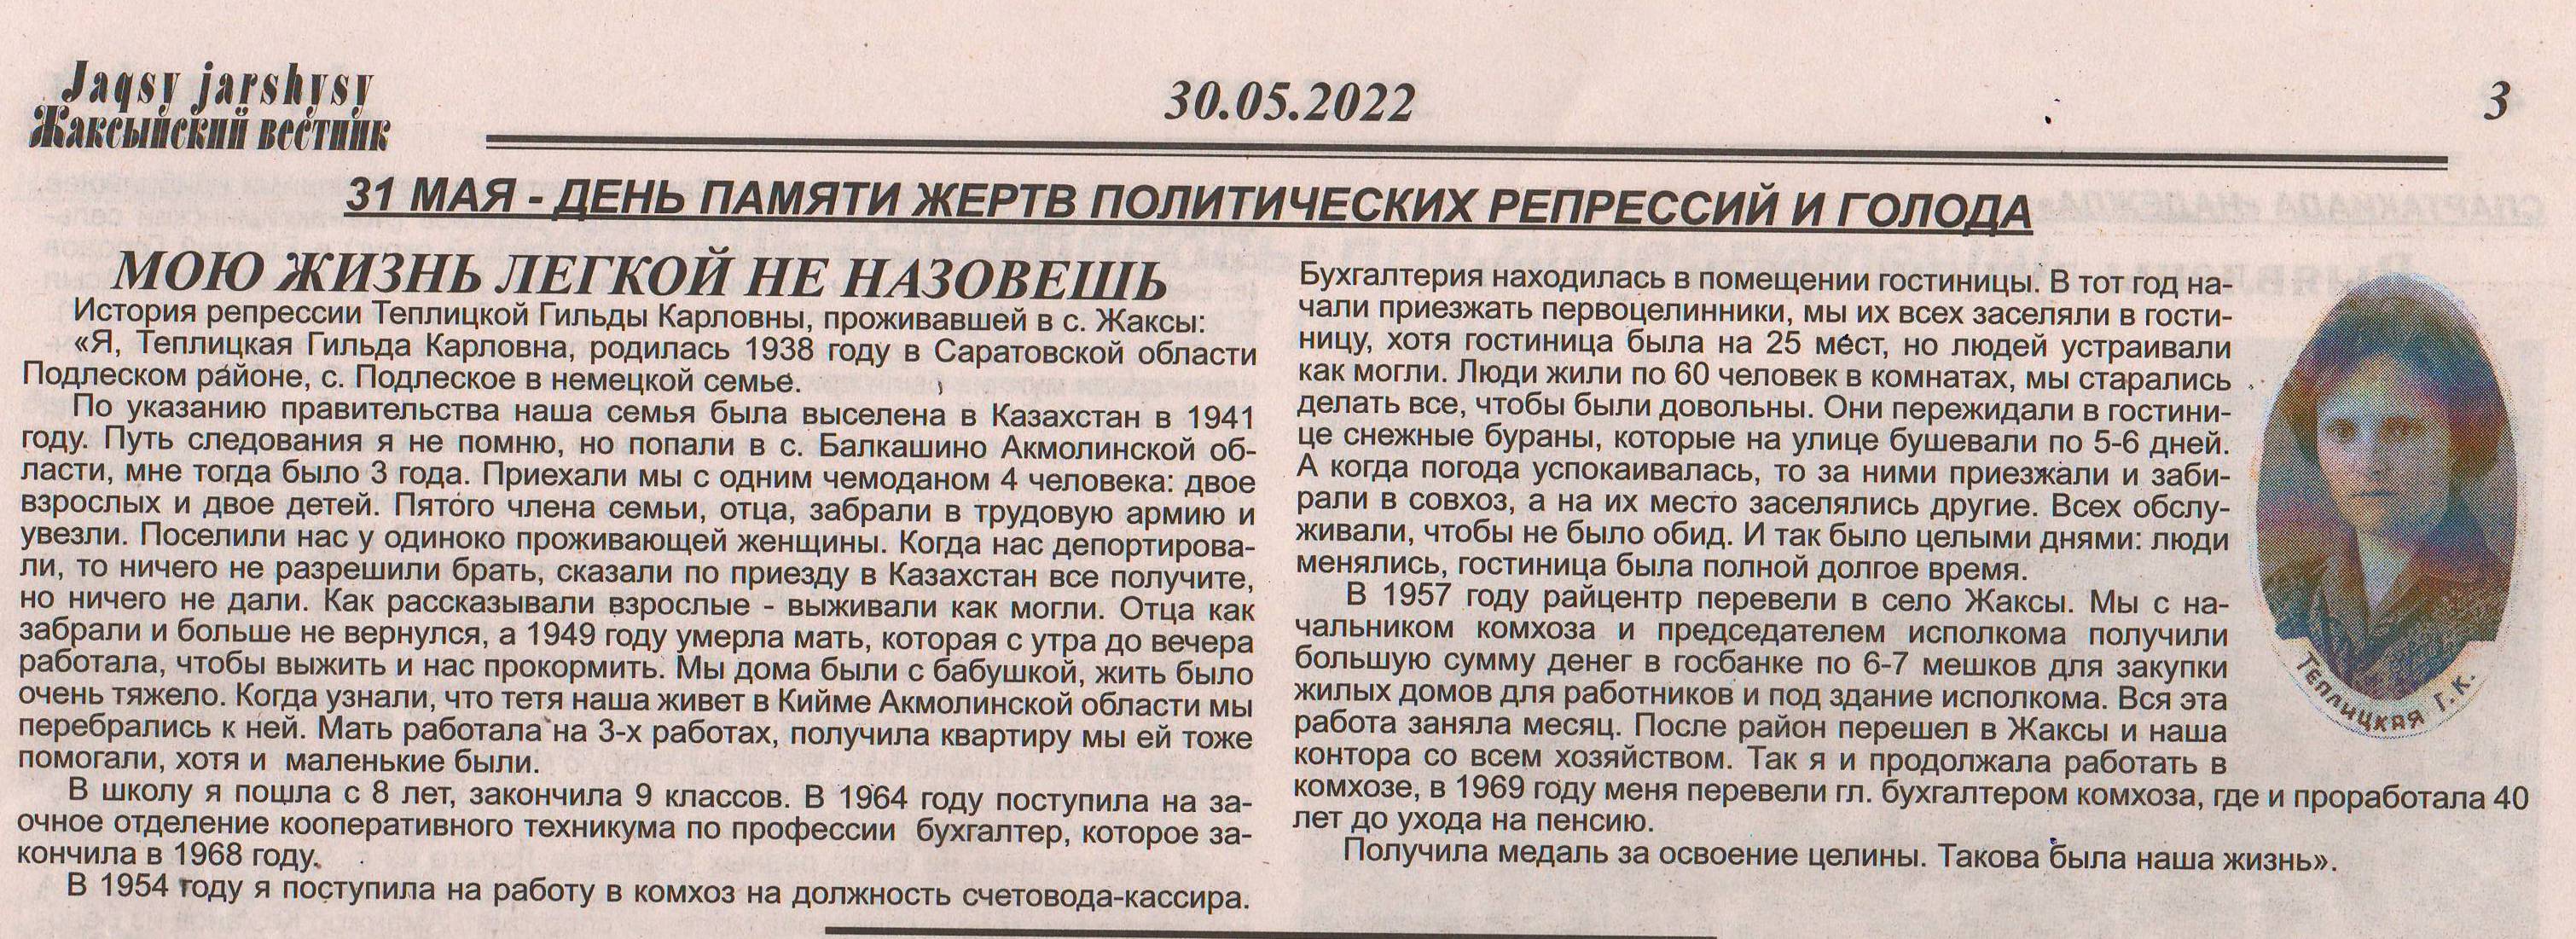 Jaqsy jarshysy
Жаксынский вестник
30.05.2022
3
31 МАЯ - ДЕНЬ ПАМЯТИ ЖЕРТВ ПОЛИТИЧЕСКИХ РЕПРЕССИЙ И ГОЛОДА
МОЮ ЖИЗНЬ ЛЕГКОЙ НЕ НАЗОВЕШЬ
История репрессии Теплицкой Гильды Карловны, проживавшей в с. Жаксы:
«Я, Теплицкая Гильда Карловна, родилась 1938 году в Саратовской области
Подлеском районе, с. Подлеское в немецкой семье.
По указанию правительства наша семья была выселена в Казахстан в 1941
году. Путь следования я не помню, но попали в с. Балкашино Акмолинской об-
ласти, мне тогда было 3 года. Приехали мы с одним чемоданом 4 человека: двое
взрослых и двое детей. Пятого члена семьи, отца, забрали в трудовую армию и
увезли. Поселили нас у одиноко проживающей женщины. Когда нас депортирова-
ли, то ничего не разрешили брать, сказали по приезду в Казахстан все получите,
но ничего не дали. Как рассказывали взрослые - выживали как могли. Отца как
забрали и больше не вернулся, а 1949 году умерла мать, которая с утра до вечера
работала, чтобы выжить и нас прокормить. Мы дома были с бабушкой, жить было
очень тяжело. Когда узнали, что тетя наша живет в Кийме Акмолинской области мы
перебрались к ней. Мать работала на 3-х работах, получила квартиру мы ей тоже
помогали, хотя и маленькие были.
В школу я пошла с 8 лет, закончила 9 классов. В 1964 году поступила на за-
очное отделение кооперативного техникума по профессии бухгалтер, которое за-
кончила в 1968 году.
В 1954 году я поступила на работу в комхоз на должность счетовода-кассира.
Бухгалтерия находилась в помещении гостиницы. В тот год на-
чали приезжать первоцелинники, мы их всех заселяли в гости-
ницу, хотя гостиница была на 25 мест, но людей устраивали
как могли. Люди жили по 60 человек в комнатах, мы старались
делать все, чтобы были довольны. Они пережидали в гостини-
це снежные бураны, которые на улице бушевали по 5-6 дней.
А когда погода успокаивалась, то за ними приезжали и заби-
рали в совхоз, а на их место заселялись другие. Всех обслу-
живали, чтобы не было обид. И так было целыми днями: люди
менялись, гостиница была полной долгое время.
В 1957 году райцентр перевели в село Жаксы. Мы с на-
чальником комхоза и председателем исполкома получили
большую сумму денег в госбанке по 6-7 мешков для закупки
жилых домов для работников и под здание исполкома. Вся эта
работа заняла месяц. После район перешел в Жаксы и наша
контора со всем хозяйством. Так я и продолжала работать в
комхозе, в 1969 году меня перевели гл. бухгалтером комхоза, где и проработала 40
лет до ухода на пенсию.
Получила медаль за освоение целины. Такова была наша жизнь».
ТЕПЛИЦКАЯ Г.К.